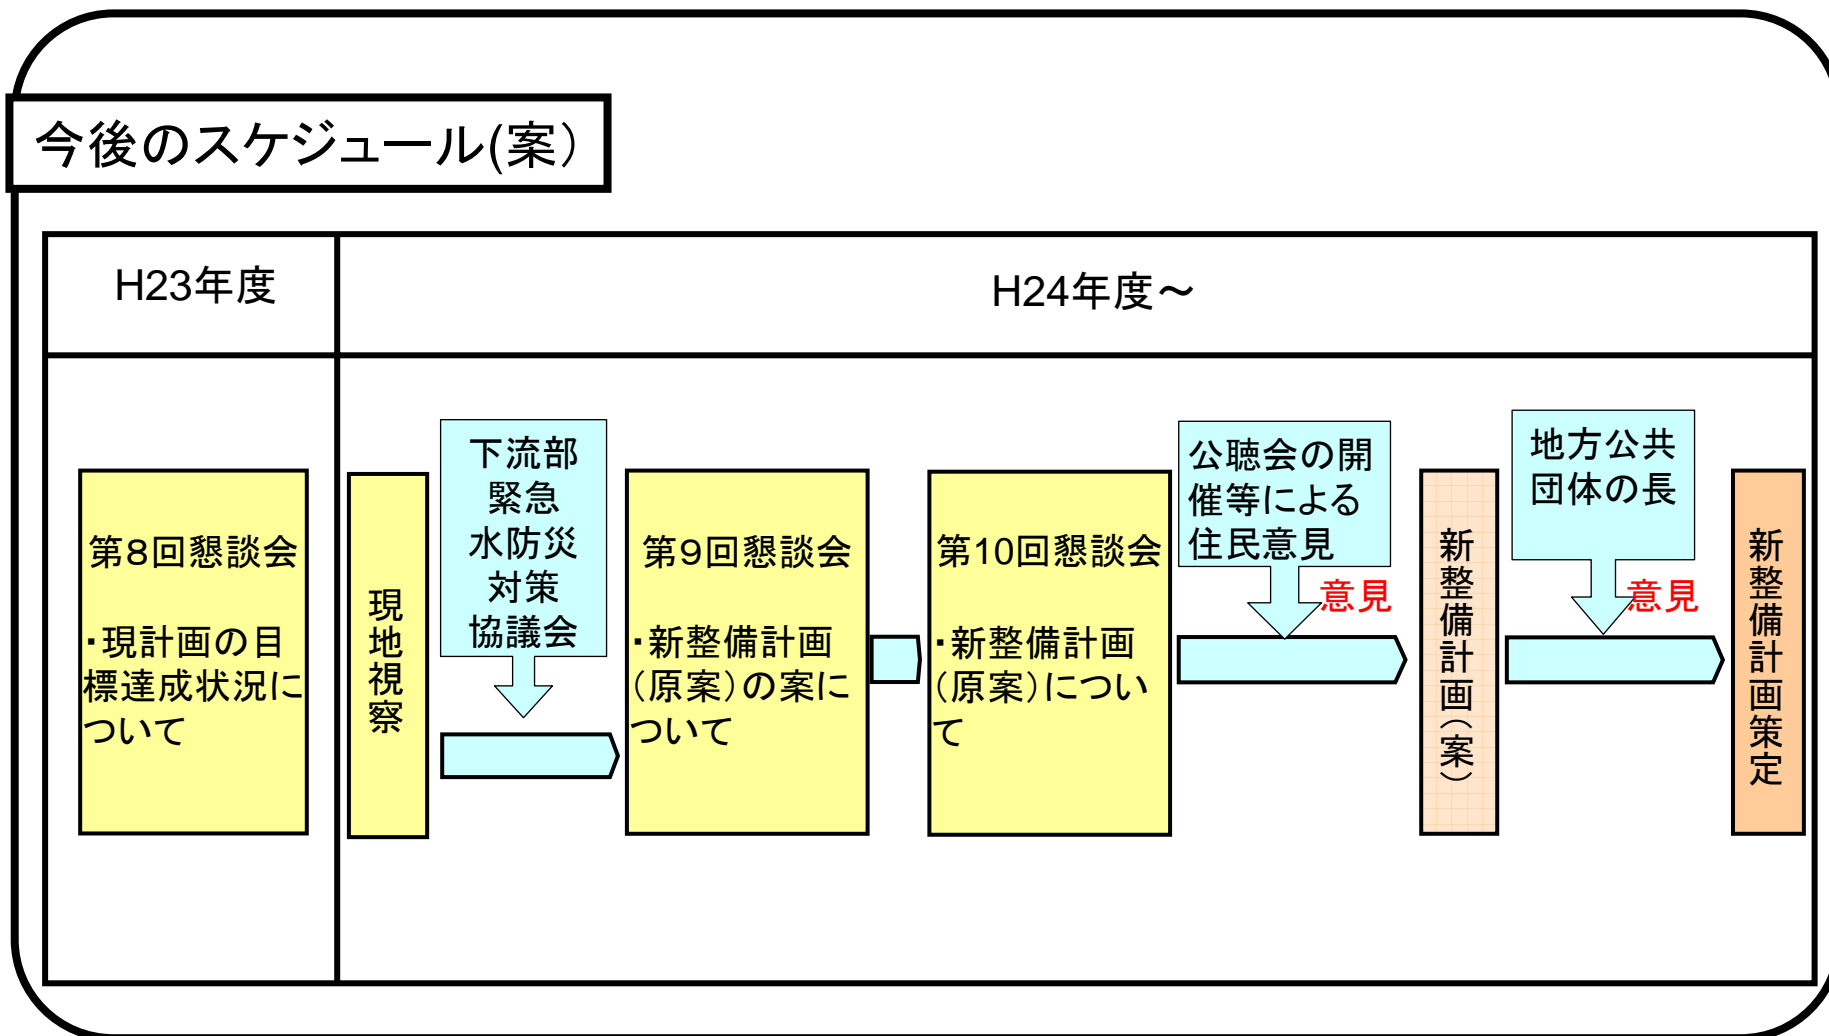 今後のスケジュール(案）
H23年度
H24年度～
第８回懇談会
・現計画の目
標達成状況に
ついて
現地視察
下流部
緊急
水防災
対策
協議会
第９回懇談会
・新整備計画
（原案）の案に
ついて
第10回懇談会
・新整備計画
（原案）につい
て
公聴会の開
催等による
住民意見
意見
新整備計画（案）
地方公共
団体の長
意見
新整備計画策定